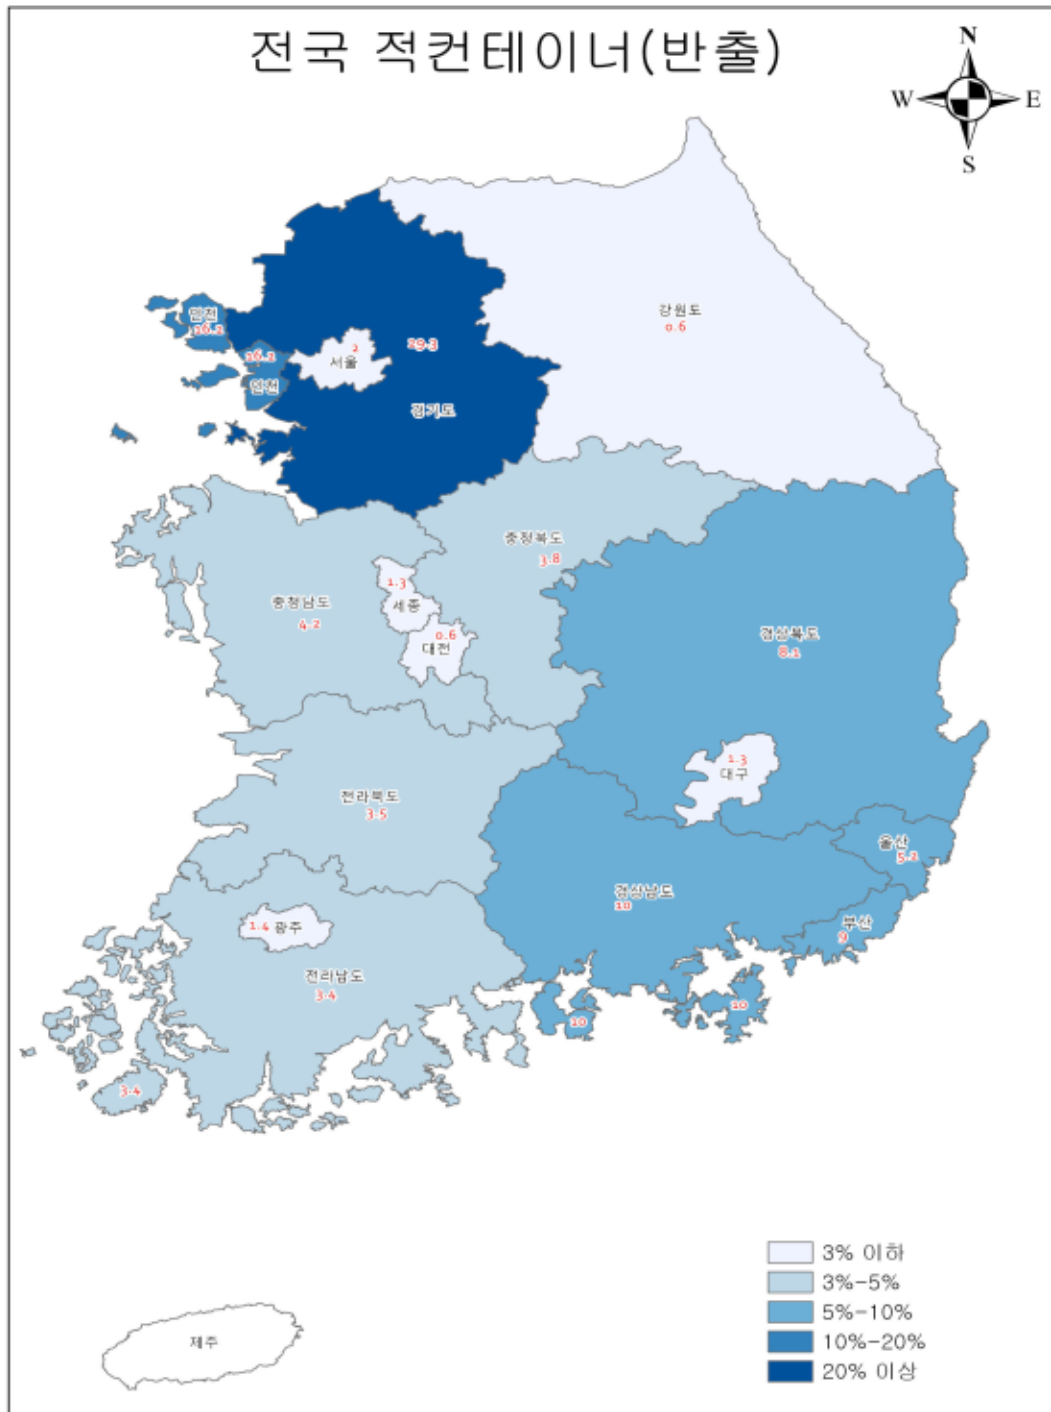 전국 적컨테이너(반출)
N
W E
S
강원도
0.6
인천
16.2
16.2
인천
2
서울
29.3
경기도
충청북도
3.8
1.3
세종
충청남도
4.2
0.6
대전
경상북도
8.1
1.3
대구
전라북도
3.5
울산
5.2
경상남도
10
부산
9
1.4 광주
전라남도
3.4
10
10
3.4
제주
3% 이하
3%-5%
5%-10%
10%-20%
20% 이상